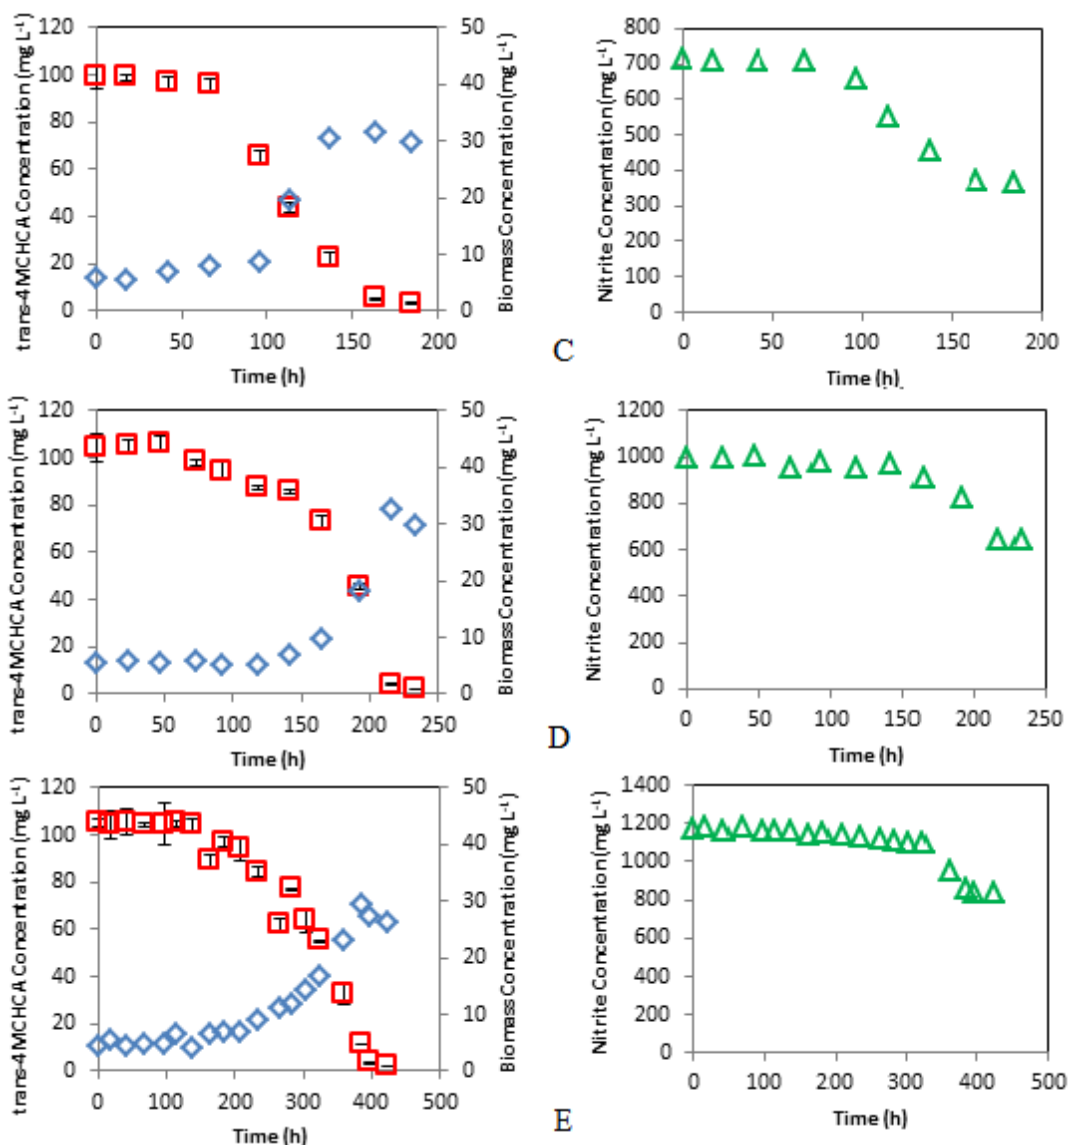 trans-4MCHCA Concentration (mg L-1)
120
100
80
60
40
20
0
50
40
30
20
10
0
Biomass Concentration (mg L-1)
0 50 100 150 200
Time (h)
C
Nitrite Concentration (mg L-1)
800
700
600
500
400
300
200
100
0
0 50 100 150 200
Time (h)
trans-4MCHCA Concentration (mg L-1)
120
100
80
60
40
20
0
50
40
30
20
10
0
Biomass Concentration (mg L-1)
0 50 100 150 200 250
Time (h)
D
Nitrite Concentration (mg L-1)
1200
1000
800
600
400
200
0
0 50 100 150 200 250
Time (h)
trans-4MCHCA Concentration (mg L-1)
120
100
80
60
40
20
0
50
40
30
20
10
0
Biomass Concentration (mg L-1)
0 100 200 300 400 500
Time (h)
E
Nitrite Concentration (mg L-1)
1400
1200
1000
800
600
400
200
0
0 100 200 300 400 500
Time (h)